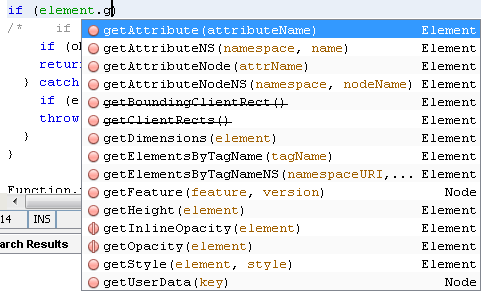 if (element.g)
/* if
getAttribute(attributeName) Element
if (ol
getAttributeNS(namespace, name) Element
return
getAttributeNode(attrName) Element
} catch
getAttributeNodeNS(namespace, nodeName) Element
if (e
getBoundingClientRect() Element
throw
getClientRects() Element
}
getDimensions(element) Element
}
getElementsByTagName(tagName) Element
getElementsByTagNameNS(namespaceURI,... Element
Function.
getFeature(feature, version) Node
14 INS
getHeight(element) Element
getInlineOpacity(element) Element
arch Results
getOpacity(element) Element
getStyle(element, style) Element
getUserData(key) Node